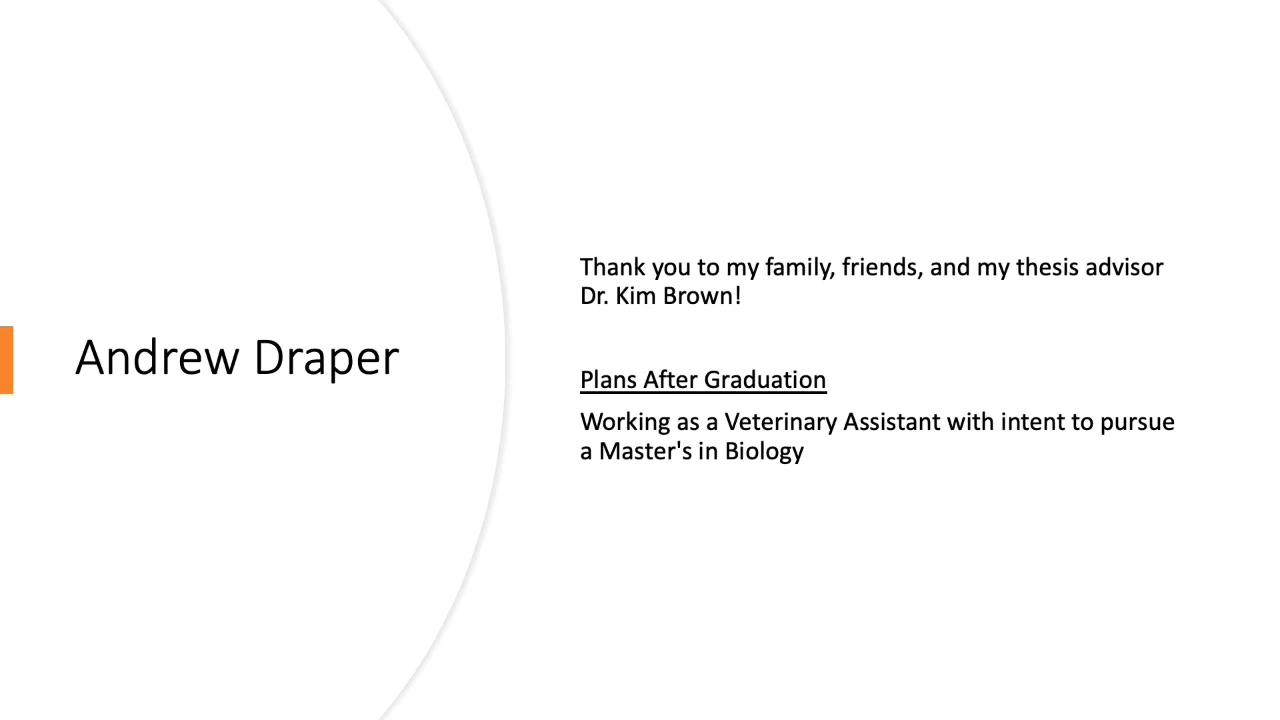 Andrew Draper
Thank you to my family, friends, and my thesis advisor
Dr. Kim Brown!
Plans After Graduation
Working as a Veterinary Assistant with intent to pursue
a Master's in Biology